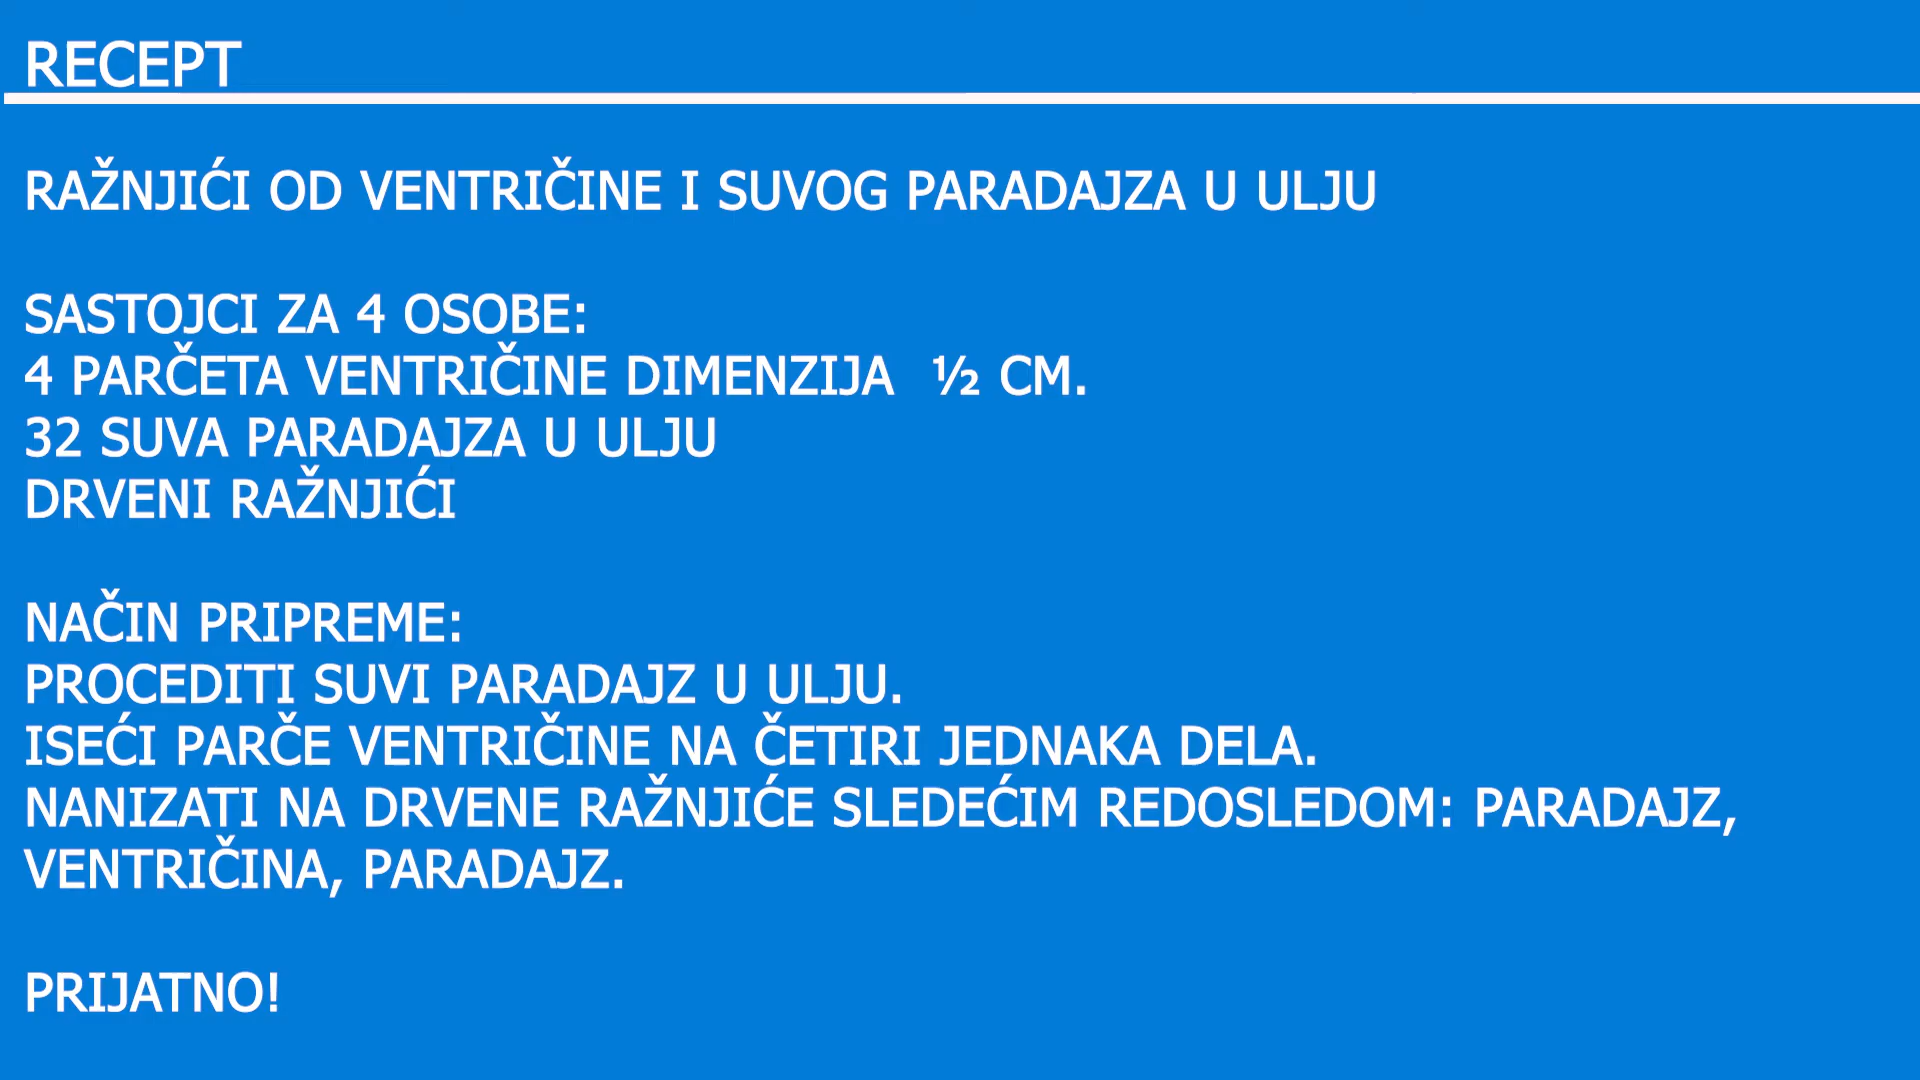 RECEPT
RAŽNJIĆI OD VENTRIČINE I SUVOG PARADAJZA U ULJU
SASTOJCI ZA 4 OSOBE:
4 PARČETA VENTRIČINE DIMENZIJA  ½ CM.
32 SUVA PARADAJZA U ULJU
DRVENI RAŽNJIĆI
NAČIN PRIPREME:
PROCEDITI SUVI PARADAJZ U ULJU.
ISEĆI PARČE VENTRIČINE NA ČETIRI JEDNAKA DELA.
NANIZATI NA DRVENE RAŽNJIĆE SLEDEĆIM REDOSLEDOM: PARADAJZ,
VENTRIČINA, PARADAJZ.
PRIJATNO!